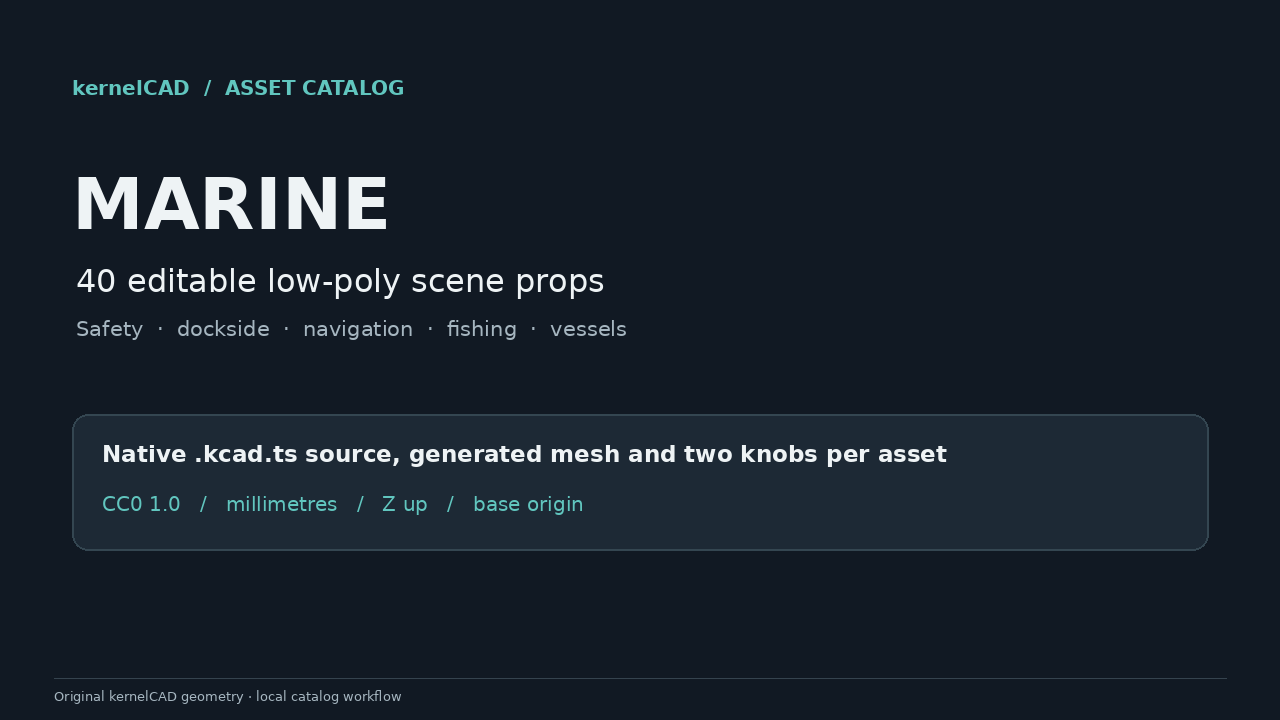 kernelCAD / ASSET CATALOG
MARINE
40 editable low-poly scene props
Safety · dockside · navigation · fishing · vessels
Native .kcad.ts source, generated mesh and two knobs per asset
CC0 1.0 / millimetres / Z up / base origin
Original kernelCAD geometry · local catalog workflow